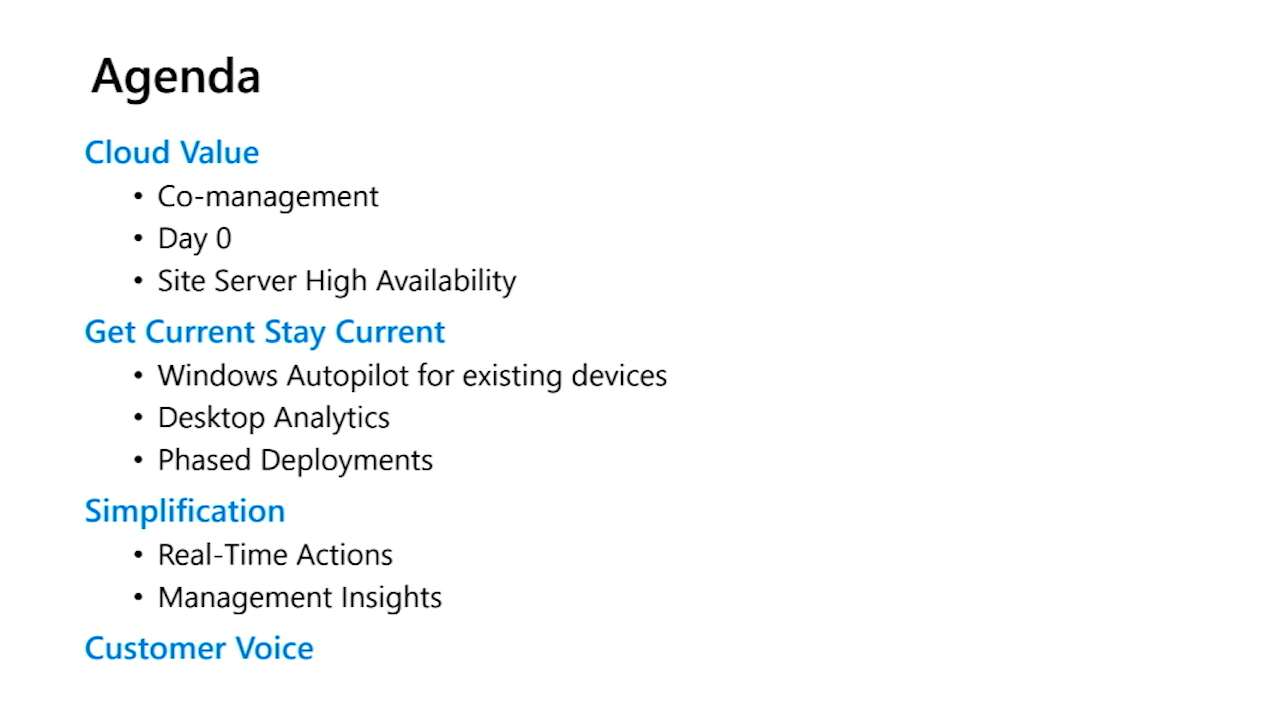 Agenda
Cloud Value
• Co-management
• Day 0
• Site Server High Availability
Get Current Stay Current
• Windows Autopilot for existing devices
• Desktop Analytics
• Phased Deployments
Simplification
• Real-Time Actions
• Management Insights
Customer Voice